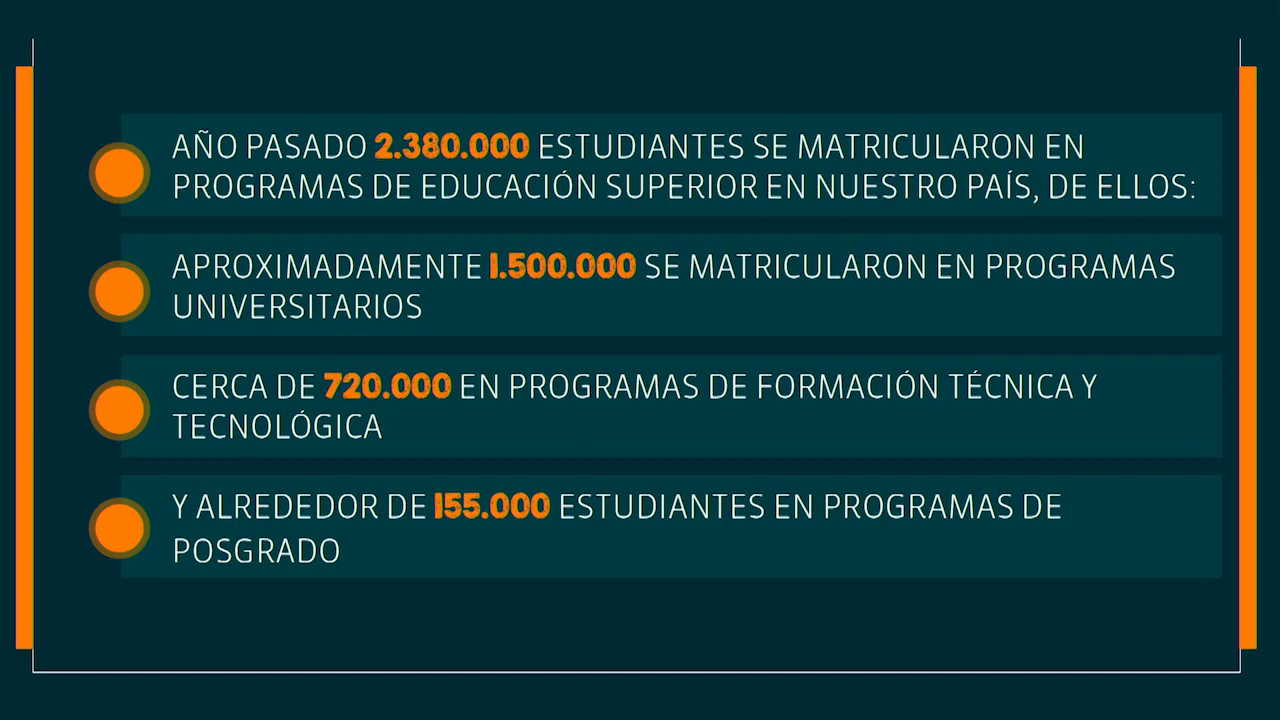 AÑO PASADO 2.380.000 ESTUDIANTES SE MATRICULARON EN
PROGRAMAS DE EDUCACIÓN SUPERIOR EN NUESTRO PAÍS, DE ELLOS:
APROXIMADAMENTE 1.500.000 SE MATRICULARON EN PROGRAMAS
UNIVERSITARIOS
CERCA DE 720.000 EN PROGRAMAS DE FORMACIÓN TÉCNICA Y
TECNOLÓGICA
Y ALREDEDOR DE 155.000 ESTUDIANTES EN PROGRAMAS DE
POSGRADO